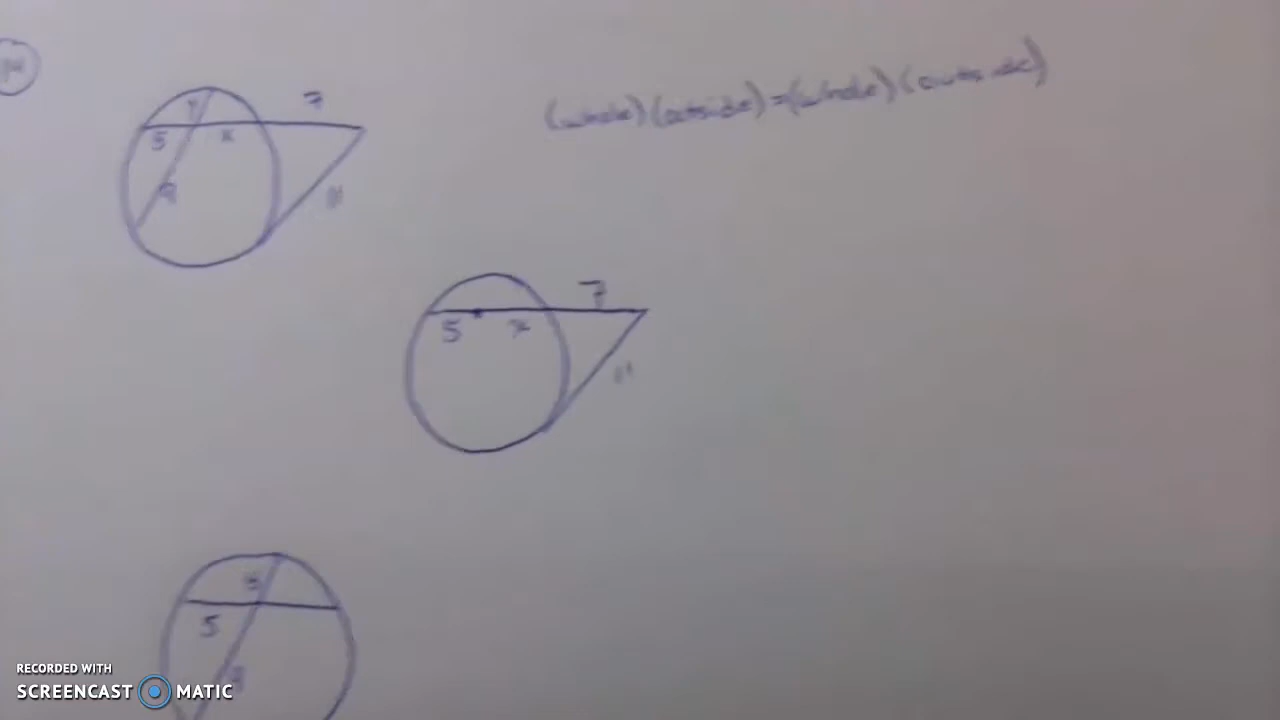 7
(whole)(outside)=(whole)(outside)
y
5 x
7
5 x
5
RECORDED WITH
SCREENCAST MATIC